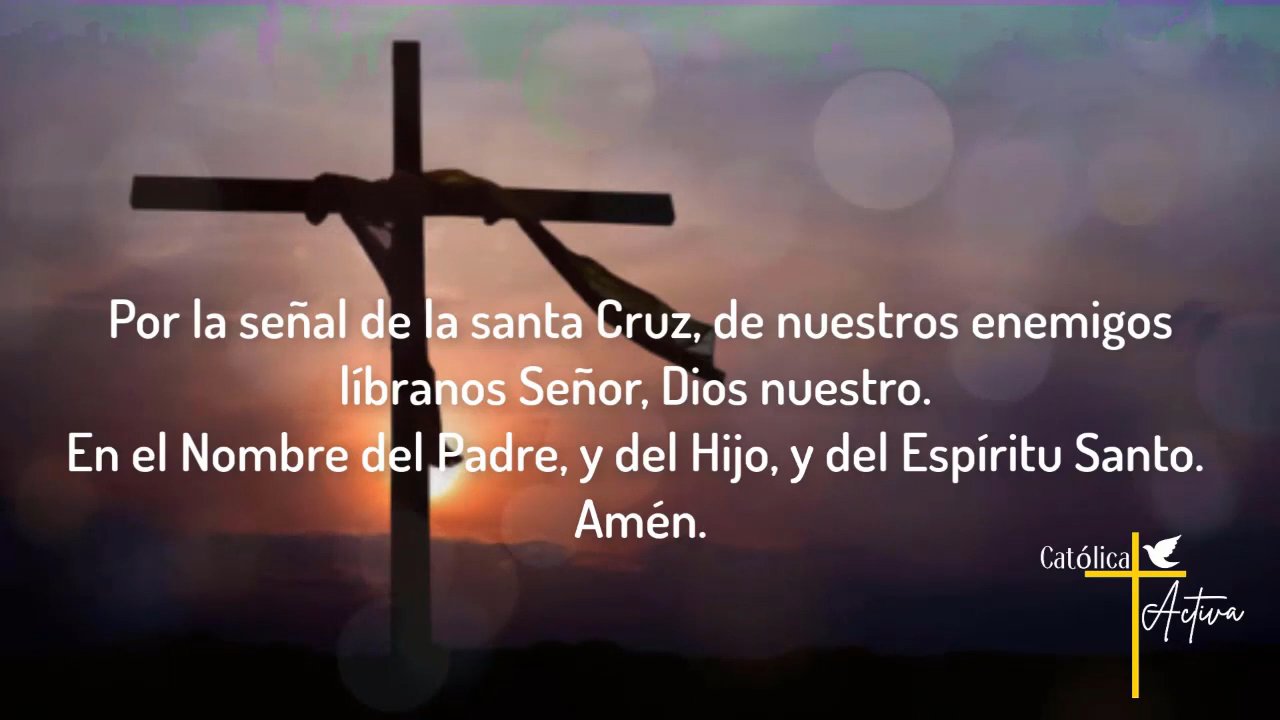 Por la señal de la santa Cruz, de nuestros enemigos
líbranos Señor, Dios nuestro.
En el Nombre del Padre, y del Hijo, y del Espíritu Santo.
Amén.
Católica
Activa